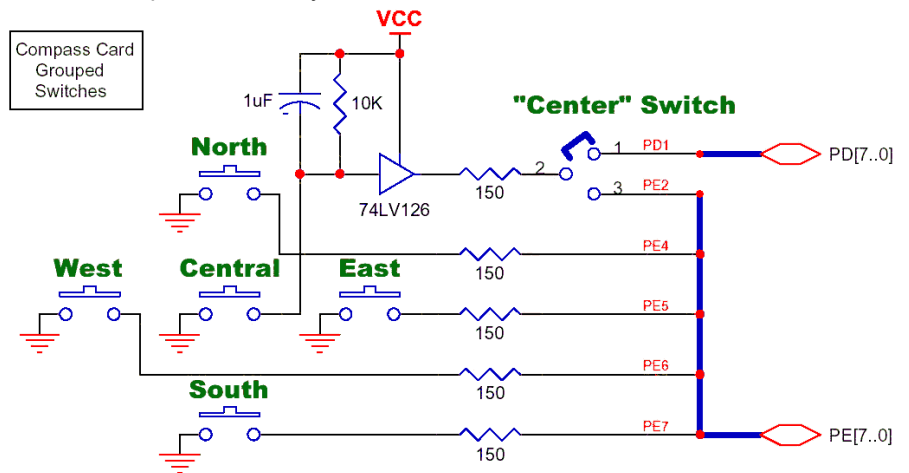 VCC
Compass Card
Grouped
Switches
1uF
10K
"Center" Switch
North
1
PD1
PD[7..0]
2
150
3
PE2
74LV126
PE4
150
West
Central
East
PE5
150
PE6
150
South
PE7
150
PE[7..0]